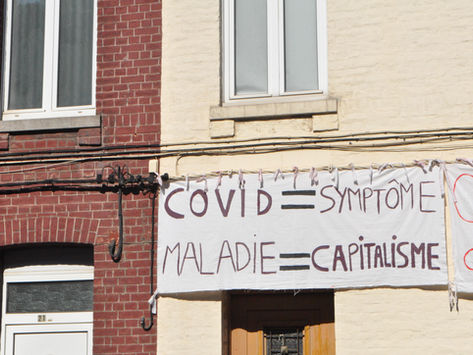 COVID = SYMPTÔME
MALADIE = CAPITALISME